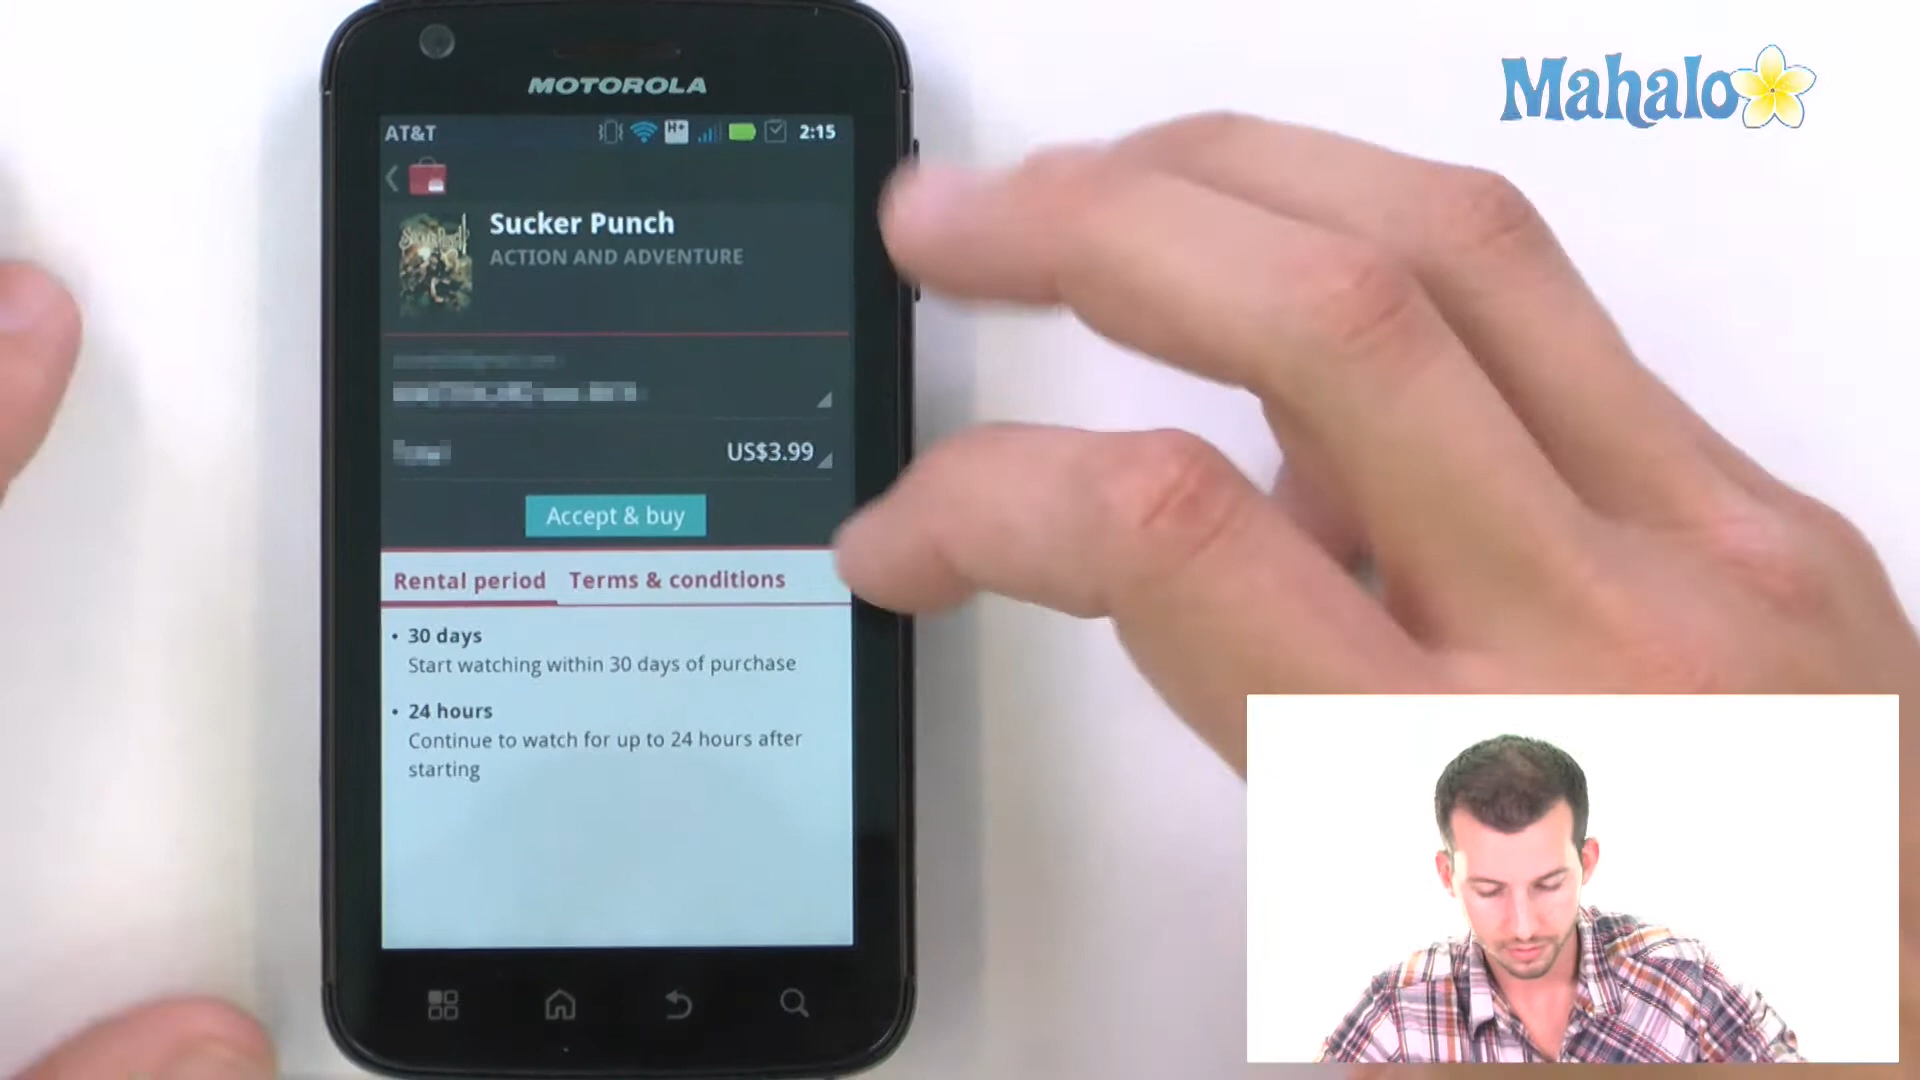 Mahalo
MOTOROLA
AT&T
H+
2:15
Sucker Punch
ACTION AND ADVENTURE
US$3.99
Accept & buy
Rental period
Terms & conditions
• 30 days
Start watching within 30 days of purchase
• 24 hours
Continue to watch for up to 24 hours after
starting